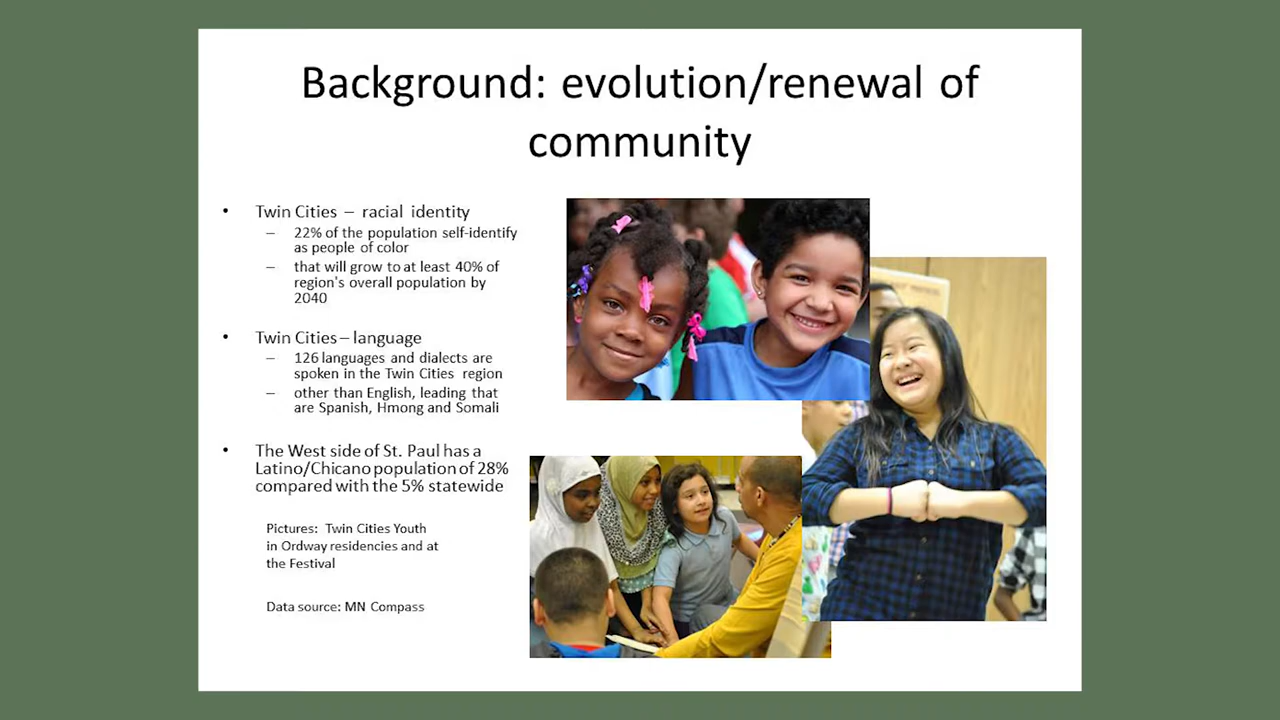 Background: evolution/renewal of
community
• Twin Cities – racial identity
– 22% of the population self-identify
as people of color
– that will grow to at least 40% of
region's overall population by
2040
• Twin Cities – language
– 126 languages and dialects are
spoken in the Twin Cities region
– other than English, leading that
are Spanish, Hmong and Somali
• The West side of St. Paul has a
Latino/Chicano population of 28%
compared with the 5% statewide
Pictures: Twin Cities Youth
in Ordway residencies and at
the Festival
Data source: MN Compass